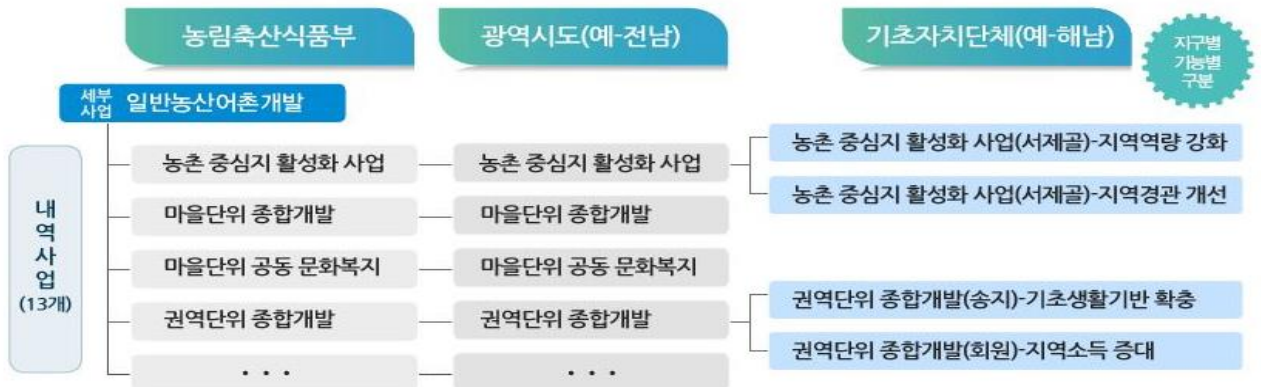 농림축산식품부
광역시도(예-전남)
기초자치단체(예-해남)
지구별
기능별
구분
세부
사업
일반농산어촌개발
내
역
사
업
(13개)
농촌 중심지 활성화 사업
농촌 중심지 활성화 사업
농촌 중심지 활성화 사업(서제골)-지역역량 강화
농촌 중심지 활성화 사업(서제골)-지역경관 개선
마을단위 종합개발
마을단위 종합개발
마을단위 공동 문화복지
마을단위 공동 문화복지
권역단위 종합개발
권역단위 종합개발
권역단위 종합개발(송지)-기초생활기반 확충
권역단위 종합개발(회원)-지역소득 증대
· · ·
· · ·